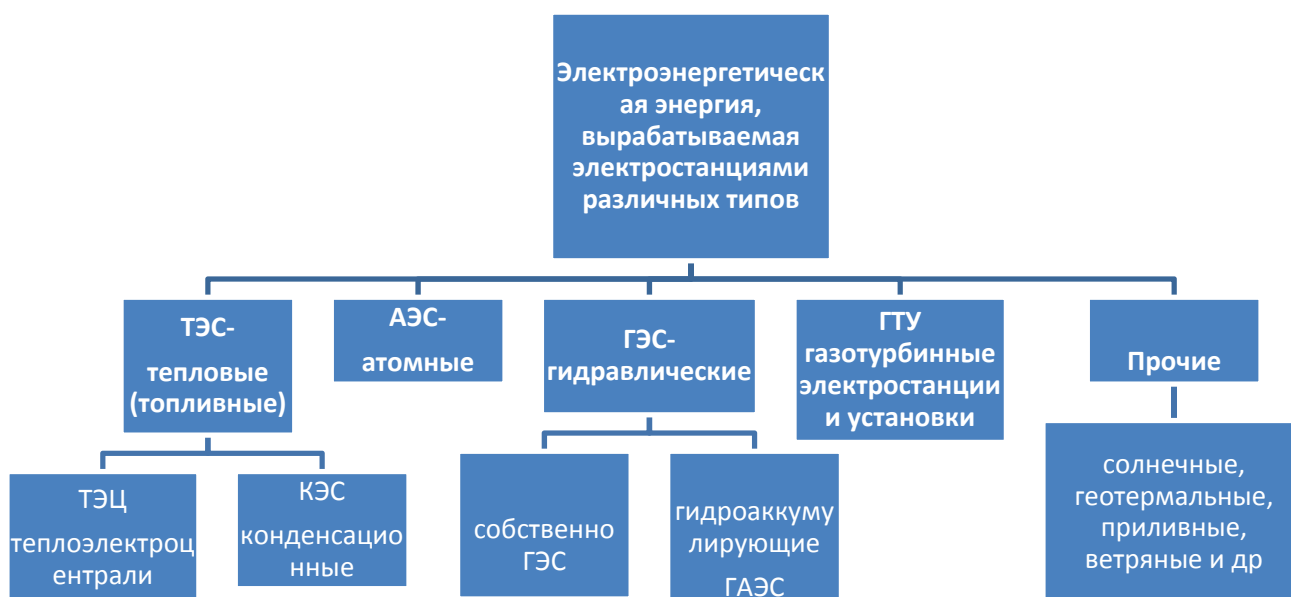 Электроэнергетическ
ая энергия,
вырабатываемая
электростанциями
различных типов
ТЭС-
тепловые
(топливные)
АЭС-
атомные
ГЭС-
гидравлические
ГТУ
газотурбинные
электростанции
и установки
Прочие
ТЭЦ
теплоэлектроц
ентрали
КЭС
конденсацио
нные
собственно
ГЭС
гидроаккуму
лирующие
ГАЭС
солнечные,
геотермальные,
приливные,
ветряные и др